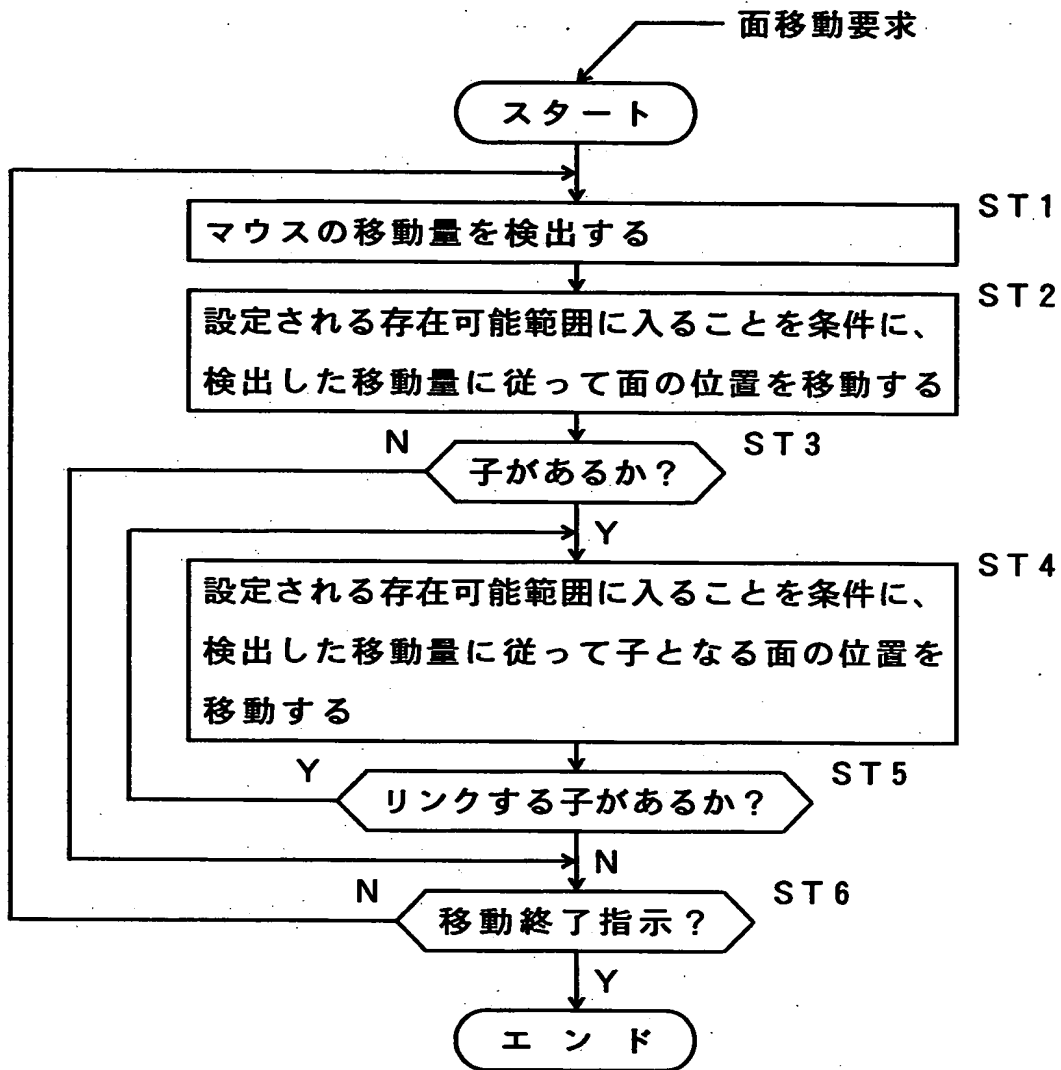 面移動要求
スタート
ST1
マウスの移動量を検出する
ST2
設定される存在可能範囲に入ることを条件に、
検出した移動量に従って面の位置を移動する
N
ST3
子があるか?
Y
ST4
設定される存在可能範囲に入ることを条件に、
検出した移動量に従って子となる面の位置を
移動する
Y
ST5
リンクする子があるか?
N
N
ST6
移動終了指示?
Y
エンド